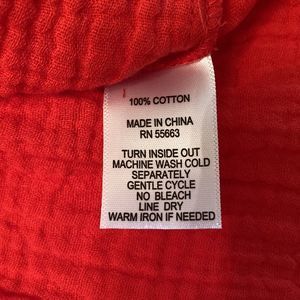 100% COTTON
MADE IN CHINA
RN 55663
TURN INSIDE OUT
MACHINE WASH COLD
SEPARATELY
GENTLE CYCLE
NO BLEACH
LINE DRY
WARM IRON IF NEEDED